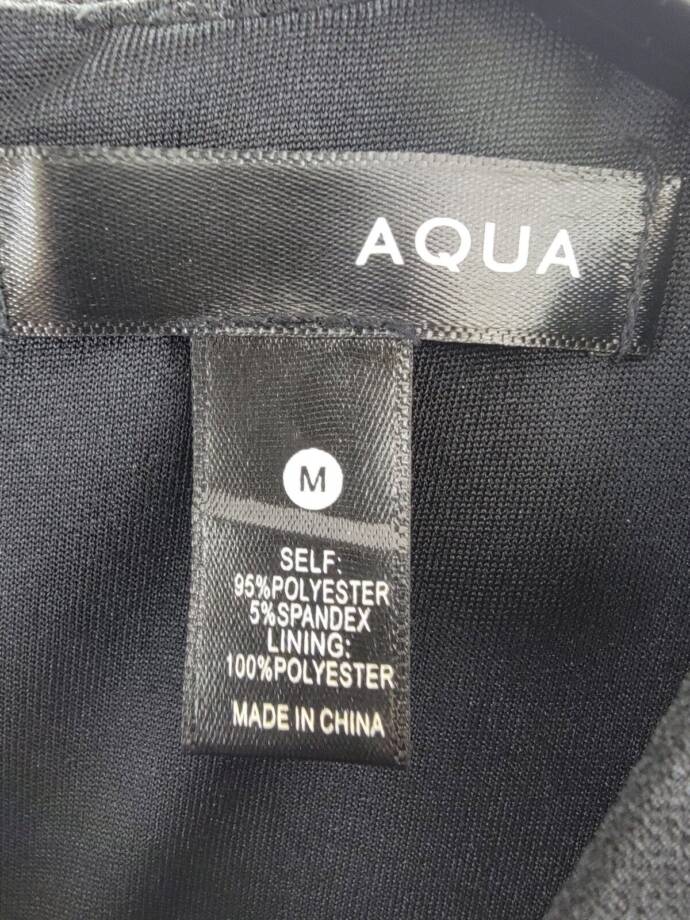 AQUA
M
SELF:
95%POLYESTER
5%SPANDEX
LINING:
100%POLYESTER
MADE IN CHINA